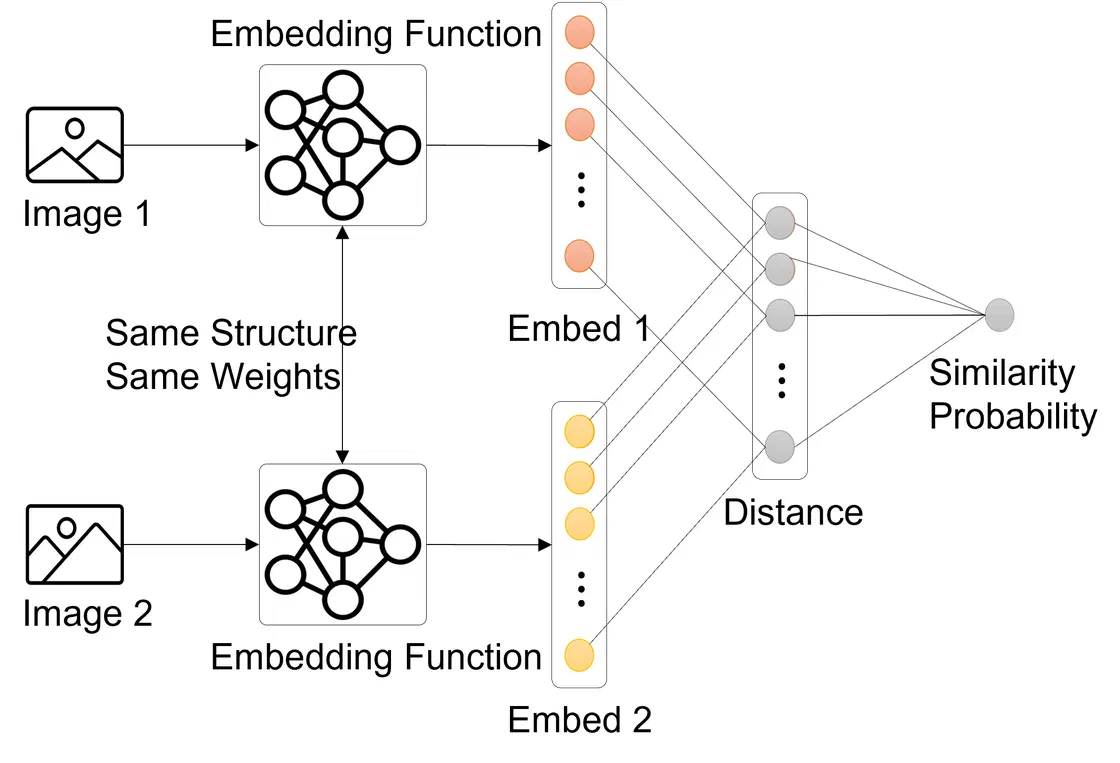 Embedding Function
Image 1
Embed 1
Same Structure
Same Weights
Similarity
Probability
Distance
Image 2
Embedding Function
Embed 2